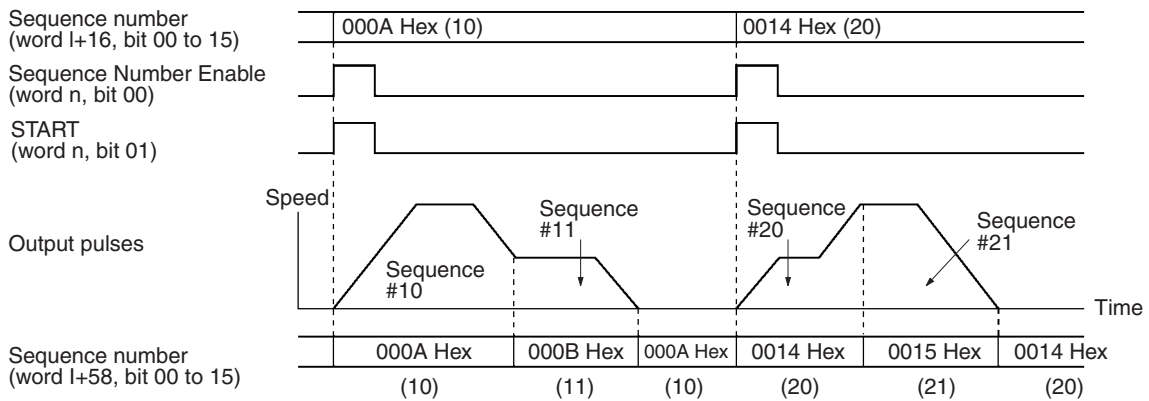 Sequence number
(word I+16, bit 00 to 15)
000A Hex (10)
0014 Hex (20)
Sequence Number Enable
(word n, bit 00)
START
(word n, bit 01)
Speed
Output pulses
Sequence
#10
Sequence
#11
Sequence
#20
Sequence
#21
Time
Sequence number
(word I+58, bit 00 to 15)
000A Hex
000B Hex
000A Hex
0014 Hex
0015 Hex
0014 Hex
(10)
(11)
(10)
(20)
(21)
(20)